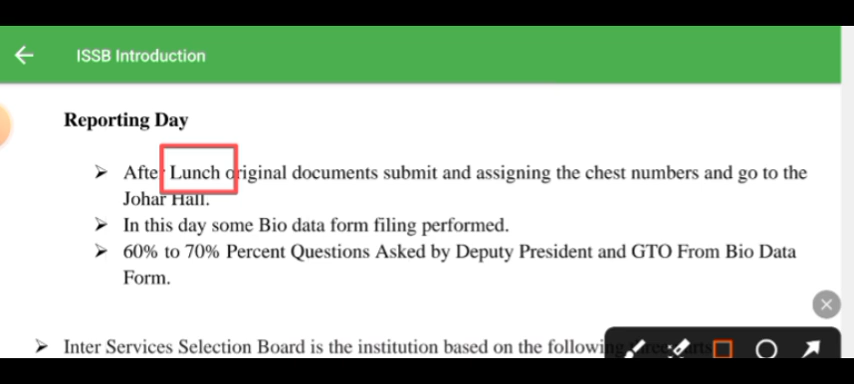 ISSB Introduction
Reporting Day
➤ After Lunch original documents submit and assigning the chest numbers and go to the
Johar Hall.
➤ In this day some Bio data form filing performed.
➤ 60% to 70% Percent Questions Asked by Deputy President and GTO From Bio Data
Form.
➤ Inter Services Selection Board is the institution based on the following